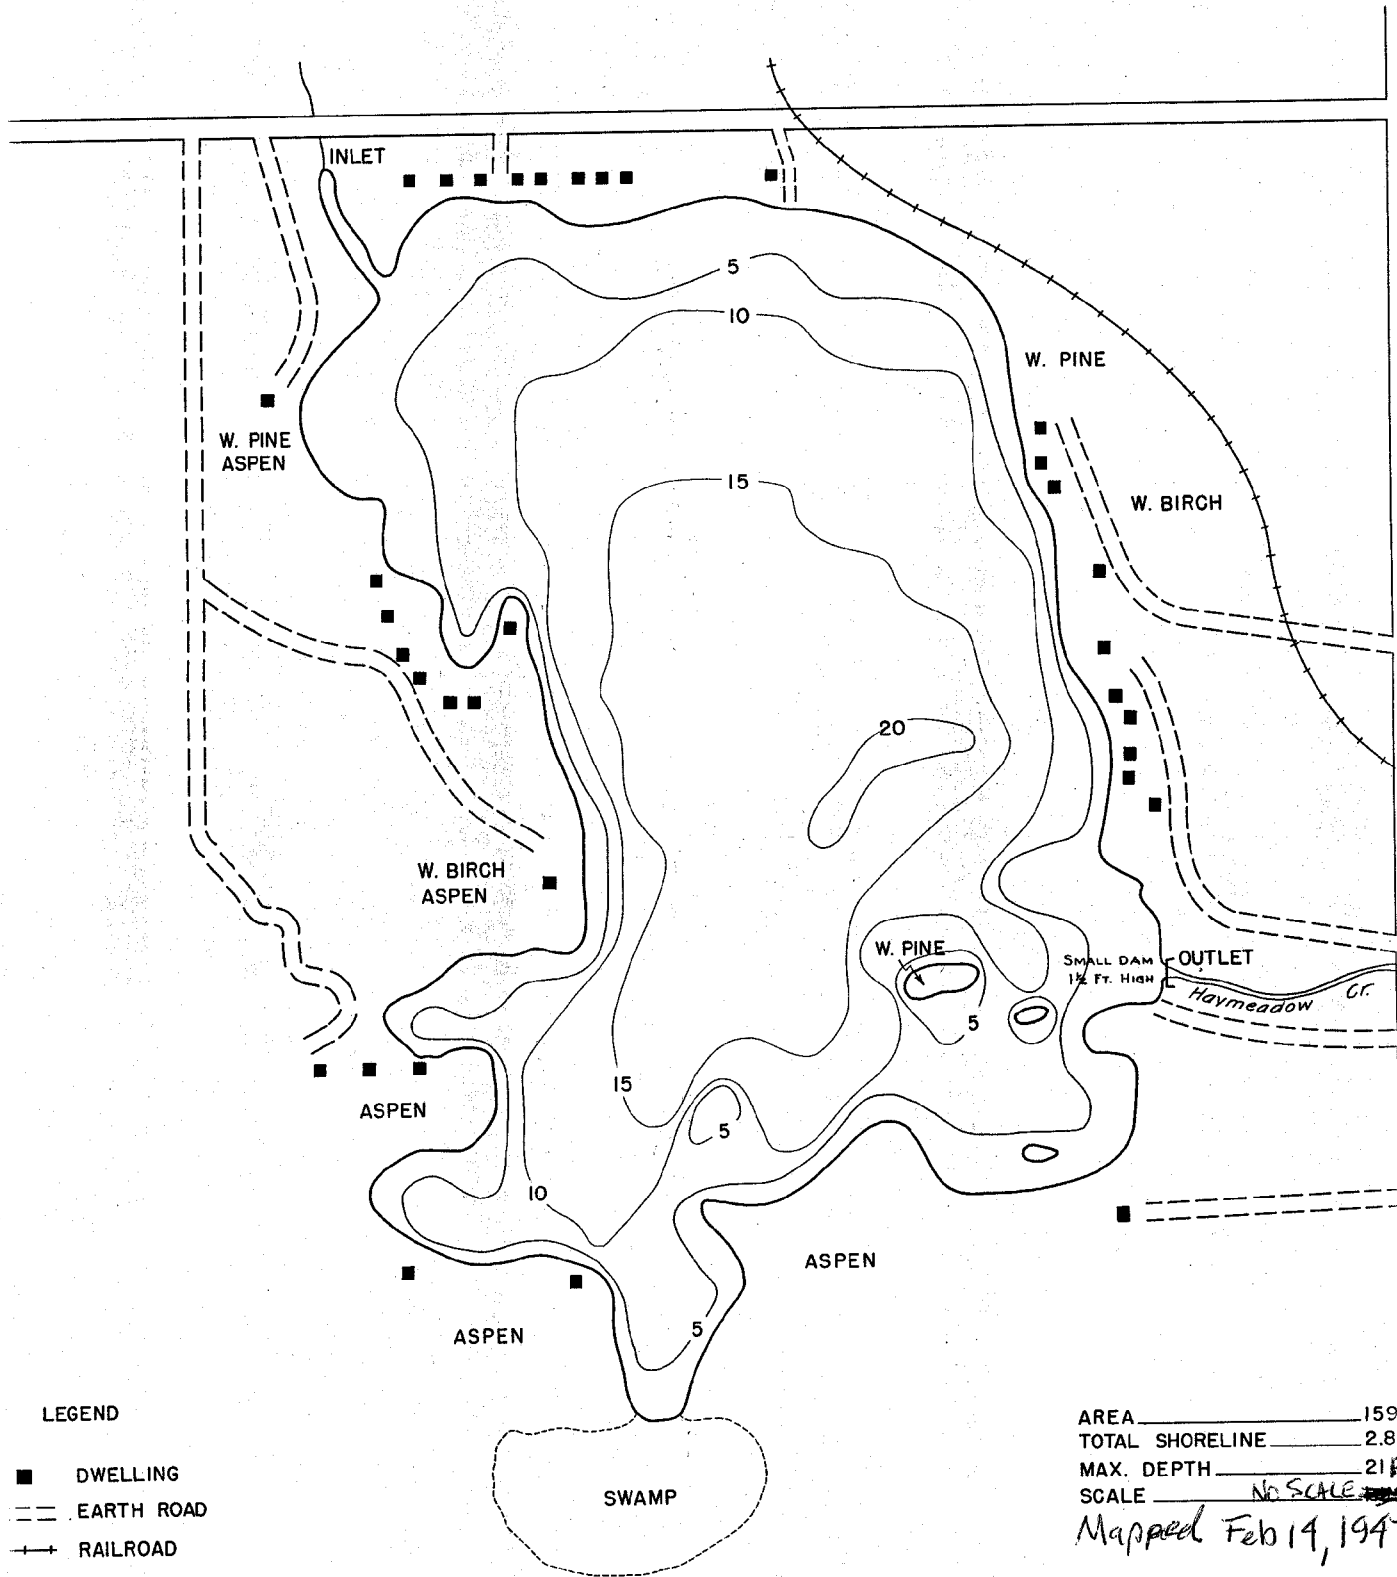 INLET
5
10
W. PINE
W. PINE
ASPEN
15
W. BIRCH
20
W. BIRCH
ASPEN
W. PINE
SMALL DAM
1½ FT. HIGH
OUTLET
Haymeadow Cr.
5
15
ASPEN
5
10
ASPEN
5
ASPEN
LEGEND
DWELLING
EARTH ROAD
RAILROAD
SWAMP
AREA 159
TOTAL SHORELINE 2.8
MAX. DEPTH 21
SCALE NO SCALE
Mapped Feb 14, 194